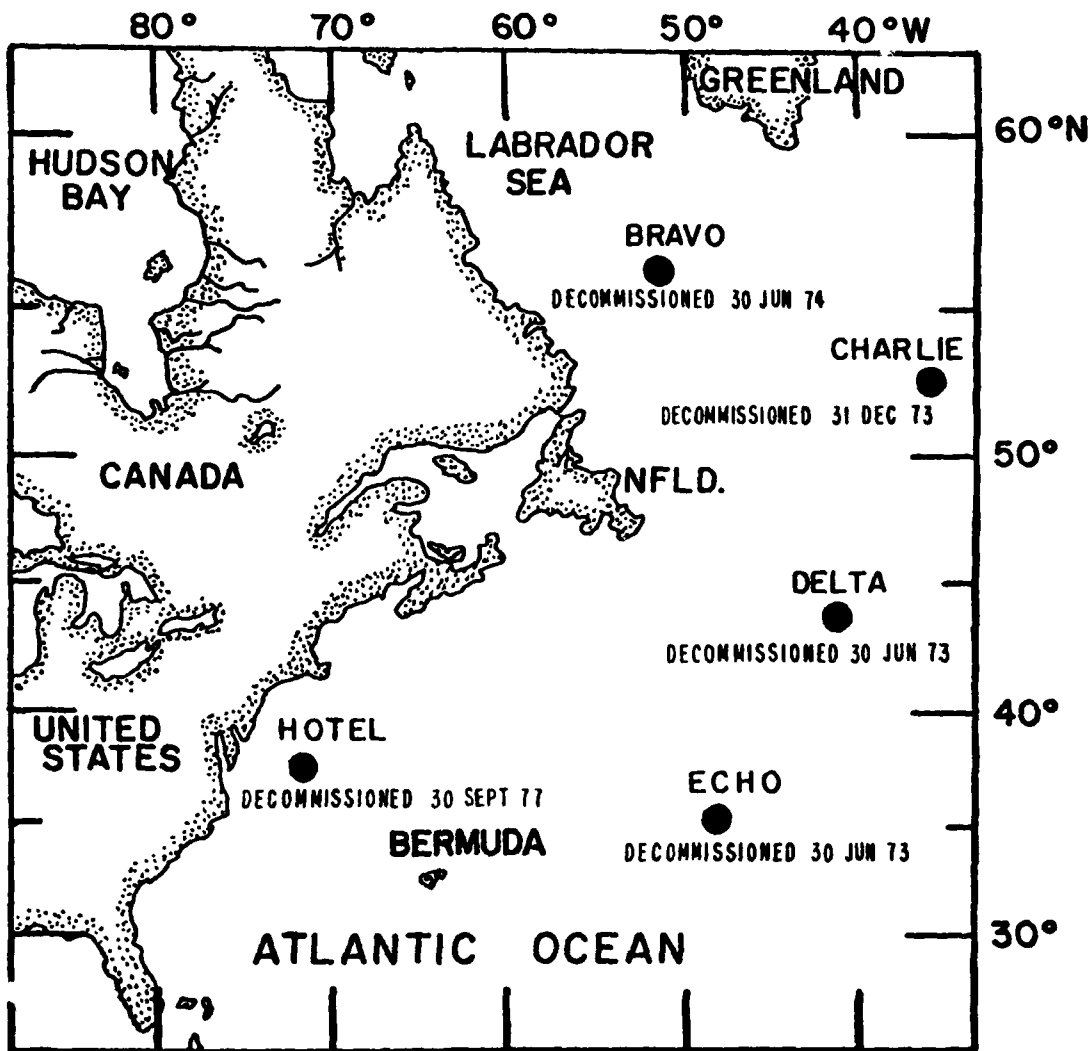 80° 70° 60° 50° 40°W
GREENLAND
60°N
HUDSON
BAY
LABRADOR
SEA
BRAVO
DECOMMISSIONED 30 JUN 74
CHARLIE
DECOMMISSIONED 31 DEC 73
50°
CANADA
NFLD.
DELTA
DECOMMISSIONED 30 JUN 73
40°
UNITED
STATES
HOTEL
DECOMMISSIONED 30 SEPT 77
ECHO
DECOMMISSIONED 30 JUN 73
BERMUDA
30°
ATLANTIC OCEAN